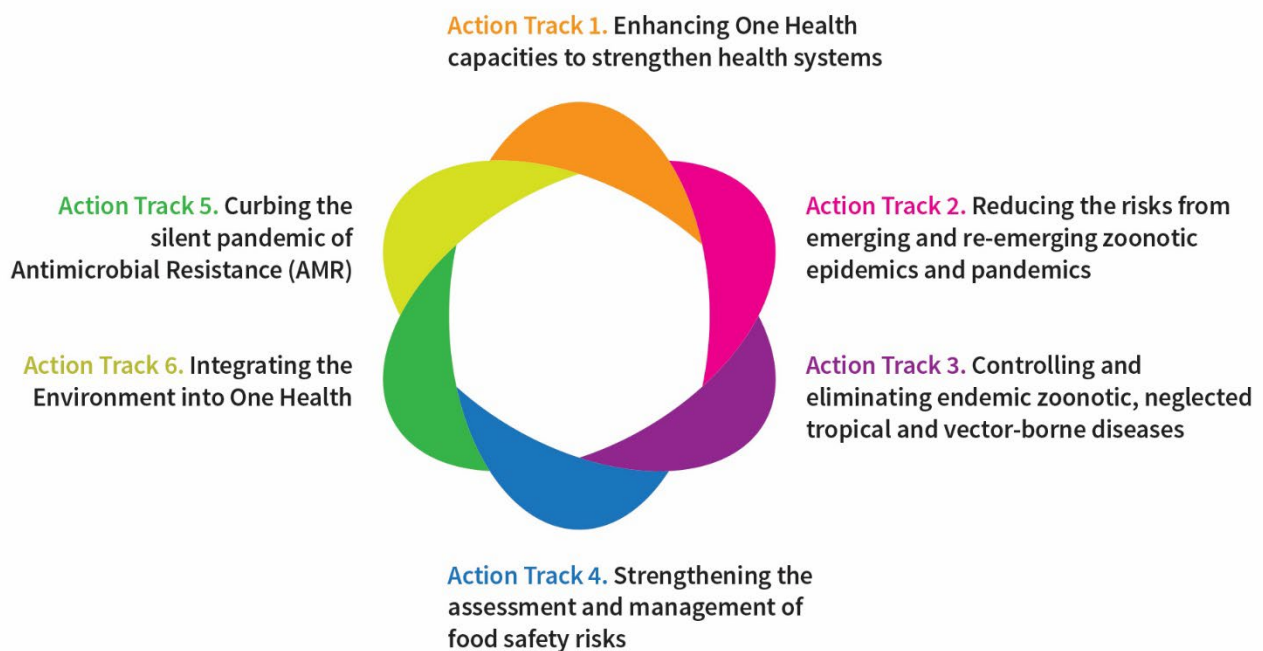 Action Track 1. Enhancing One Health
capacities to strengthen health systems
Action Track 2. Reducing the risks from
emerging and re-emerging zoonotic
epidemics and pandemics
Action Track 3. Controlling and
eliminating endemic zoonotic, neglected
tropical and vector-borne diseases
Action Track 4. Strengthening the
assessment and management of
food safety risks
Action Track 5. Curbing the
silent pandemic of
Antimicrobial Resistance (AMR)
Action Track 6. Integrating the
Environment into One Health